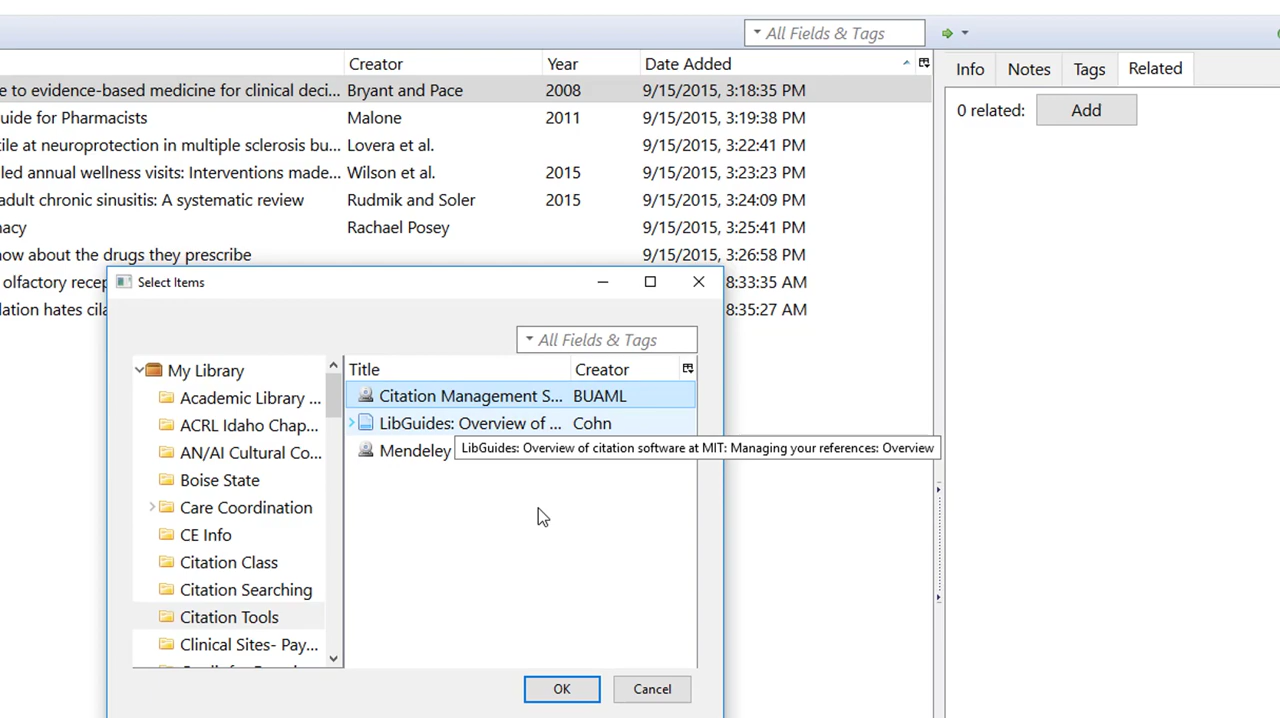 All Fields & Tags
Creator Year Date Added
Info Notes Tags Related
e to evidence-based medicine for clinical deci... Bryant and Pace 2008 9/15/2015, 3:18:35 PM
0 related: Add
uide for Pharmacists Malone 2011 9/15/2015, 3:19:38 PM
tile at neuroprotection in multiple sclerosis bu... Lovera et al. 9/15/2015, 3:22:41 PM
led annual wellness visits: Interventions made... Wilson et al. 2015 9/15/2015, 3:23:23 PM
adult chronic sinusitis: A systematic review Rudmik and Soler 2015 9/15/2015, 3:24:09 PM
nacy Rachael Posey 9/15/2015, 3:25:41 PM
now about the drugs they prescribe 9/15/2015, 3:26:58 PM
olfactory recep 8:33:35 AM
lation hates cila 8:35:27 AM
Select Items
All Fields & Tags
My Library
Academic Library ...
ACRL Idaho Chap...
AN/AI Cultural Co...
Boise State
Care Coordination
CE Info
Citation Class
Citation Searching
Citation Tools
Clinical Sites- Pay...
Title Creator
Citation Management S... BUAML
LibGuides: Overview of ... Cohn
Mendeley
LibGuides: Overview of citation software at MIT: Managing your references: Overview
OK Cancel